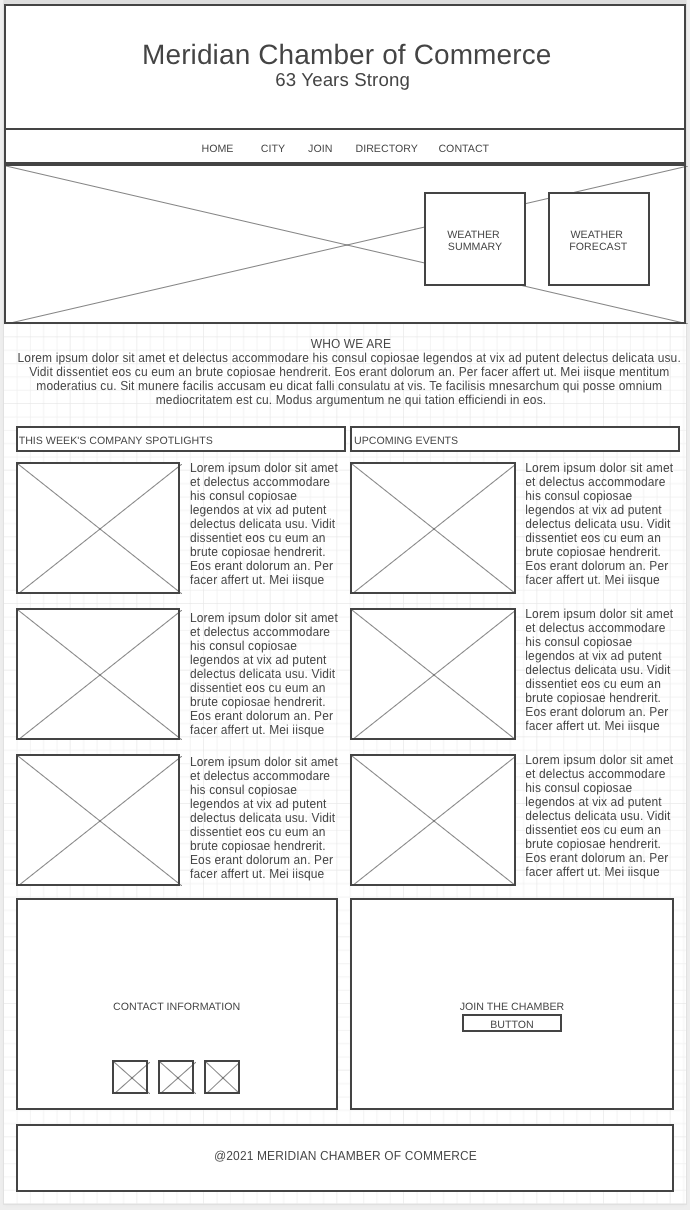 Meridian Chamber of Commerce
63 Years Strong
HOME CITY JOIN DIRECTORY CONTACT
WEATHER
SUMMARY
WEATHER
FORECAST
WHO WE ARE
Lorem ipsum dolor sit amet et delectus accommodare his consul copiosae legendos at vix ad putent delectus delicata usu.
Vidit dissentiet eos cu eum an brute copiosae hendrerit. Eos erant dolorum an. Per facer affert ut. Mei iisque mentitum
moderatius cu. Sit munere facilis accusam eu dicat falli consulatu at vis. Te facilisis mnesarchum qui posse omnium
mediocritatem est cu. Modus argumentum ne qui tation efficiendi in eos.
THIS WEEK'S COMPANY SPOTLIGHTS
Lorem ipsum dolor sit amet
et delectus accommodare
his consul copiosae
legendos at vix ad putent
delectus delicata usu. Vidit
dissentiet eos cu eum an
brute copiosae hendrerit.
Eos erant dolorum an. Per
facer affert ut. Mei iisque
Lorem ipsum dolor sit amet
et delectus accommodare
his consul copiosae
legendos at vix ad putent
delectus delicata usu. Vidit
dissentiet eos cu eum an
brute copiosae hendrerit.
Eos erant dolorum an. Per
facer affert ut. Mei iisque
Lorem ipsum dolor sit amet
et delectus accommodare
his consul copiosae
legendos at vix ad putent
delectus delicata usu. Vidit
dissentiet eos cu eum an
brute copiosae hendrerit.
Eos erant dolorum an. Per
facer affert ut. Mei iisque
UPCOMING EVENTS
Lorem ipsum dolor sit amet
et delectus accommodare
his consul copiosae
legendos at vix ad putent
delectus delicata usu. Vidit
dissentiet eos cu eum an
brute copiosae hendrerit.
Eos erant dolorum an. Per
facer affert ut. Mei iisque
Lorem ipsum dolor sit amet
et delectus accommodare
his consul copiosae
legendos at vix ad putent
delectus delicata usu. Vidit
dissentiet eos cu eum an
brute copiosae hendrerit.
Eos erant dolorum an. Per
facer affert ut. Mei iisque
Lorem ipsum dolor sit amet
et delectus accommodare
his consul copiosae
legendos at vix ad putent
delectus delicata usu. Vidit
dissentiet eos cu eum an
brute copiosae hendrerit.
Eos erant dolorum an. Per
facer affert ut. Mei iisque
CONTACT INFORMATION
JOIN THE CHAMBER
BUTTON
@2021 MERIDIAN CHAMBER OF COMMERCE